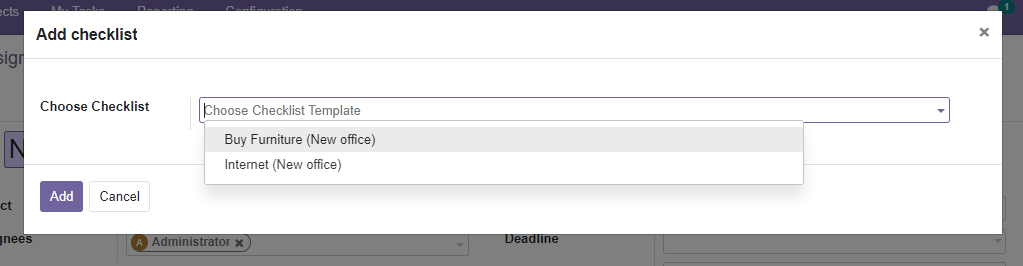 ects My Tasks Reporting Configuration 1
Add checklist ×
sign
Choose Checklist Choose Checklist Template
Buy Furniture (New office)
N
Internet (New office)
Add Cancel
ct
gnees A Administrator × Deadline